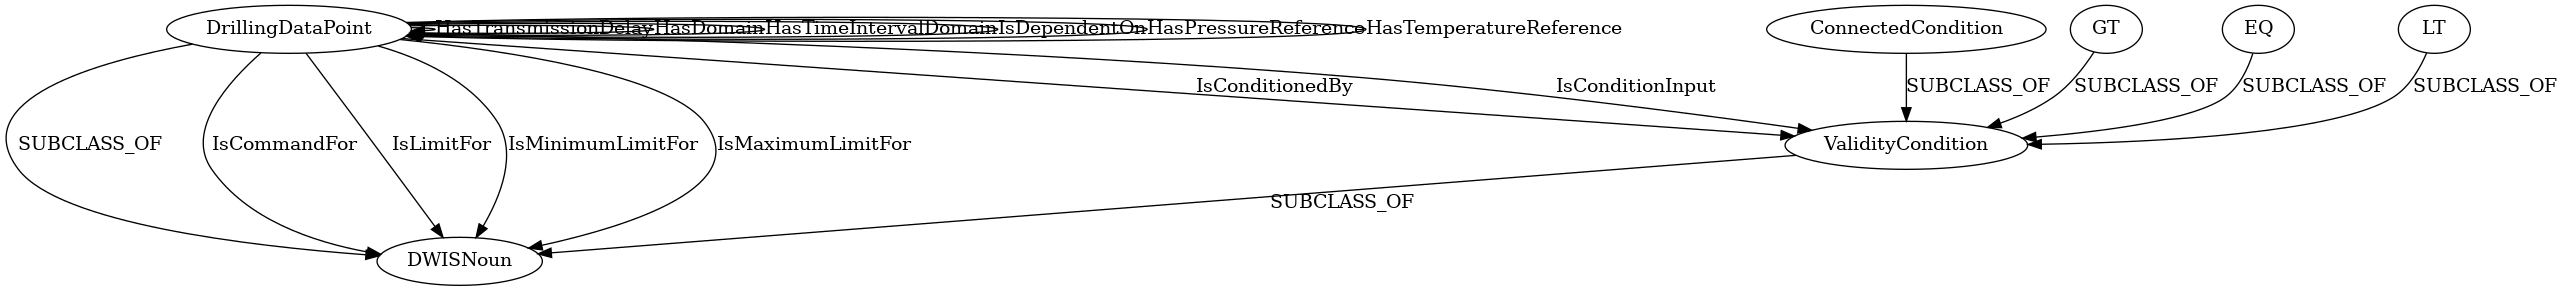 DrillingDataPoint
HasTransmissionDelay
HasDomain
HasTimeIntervalDomain
IsDependentOn
HasPressureReference
HasTemperatureReference
ConnectedCondition
GT
EQ
LT
IsConditionedBy
IsConditionInput
SUBCLASS_OF
SUBCLASS_OF
SUBCLASS_OF
SUBCLASS_OF
SUBCLASS_OF
IsCommandFor
IsLimitFor
IsMinimumLimitFor
IsMaximumLimitFor
ValidityCondition
SUBCLASS_OF
DWISNoun